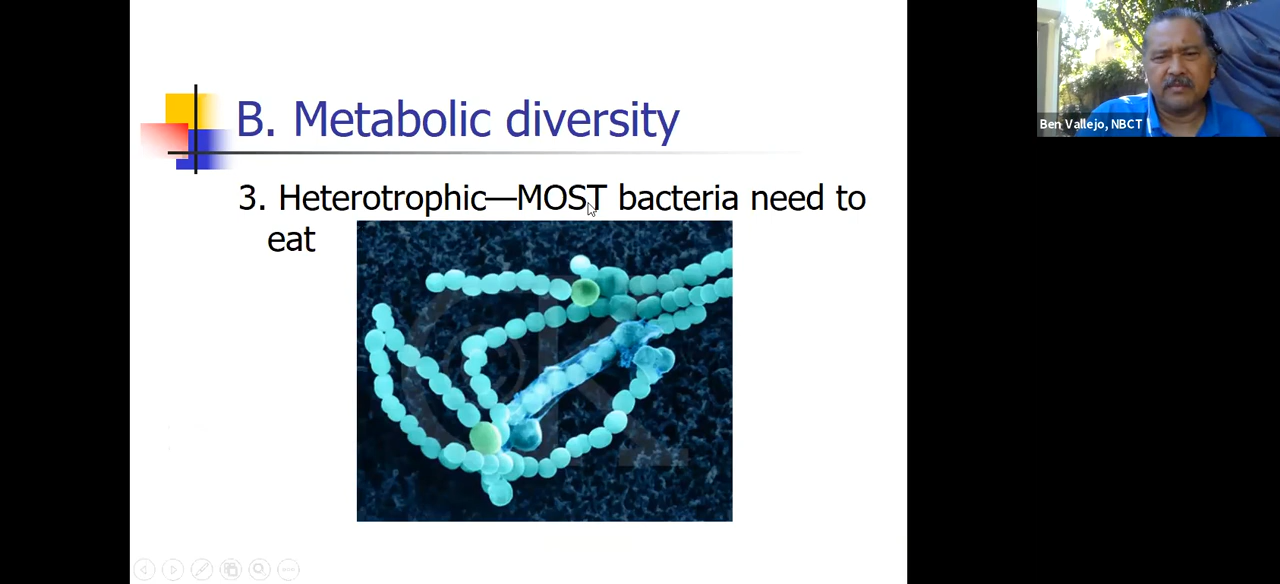 B. Metabolic diversity
Ben Vallejo, NBCT
3. Heterotrophic—MOST bacteria need to
eat